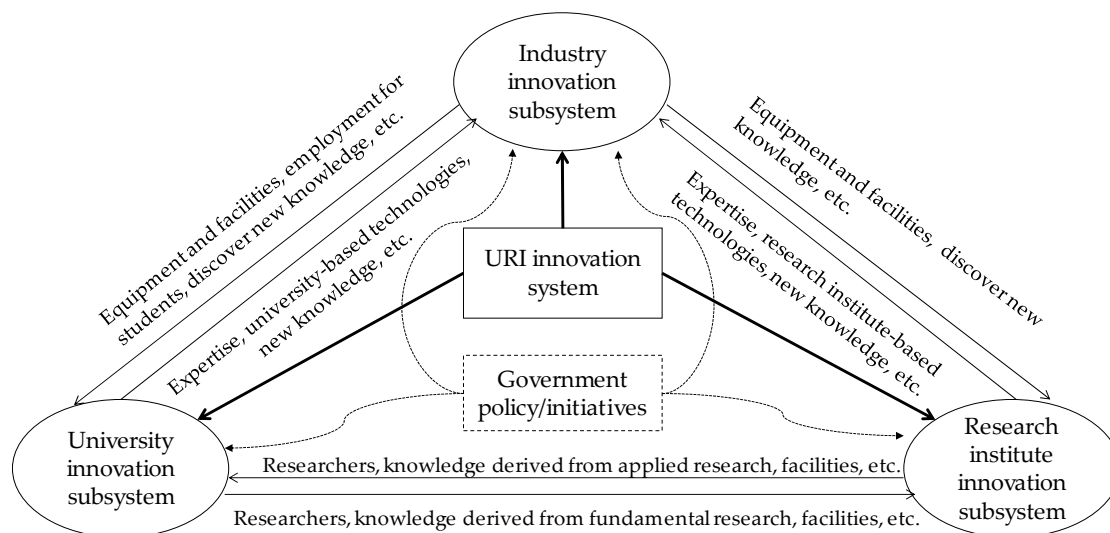 Industry
innovation
subsystem
Equipment and facilities, employment for
students, discover new knowledge, etc.
Expertise, university-based technologies,
new knowledge, etc.
Equipment and facilities, discover new
knowledge, etc.
Expertise, research institute-based
technologies, new knowledge, etc.
URI innovation
system
Government
policy/initiatives
University
innovation
subsystem
Research
institute
innovation
subsystem
Researchers, knowledge derived from applied research, facilities, etc.
Researchers, knowledge derived from fundamental research, facilities, etc.